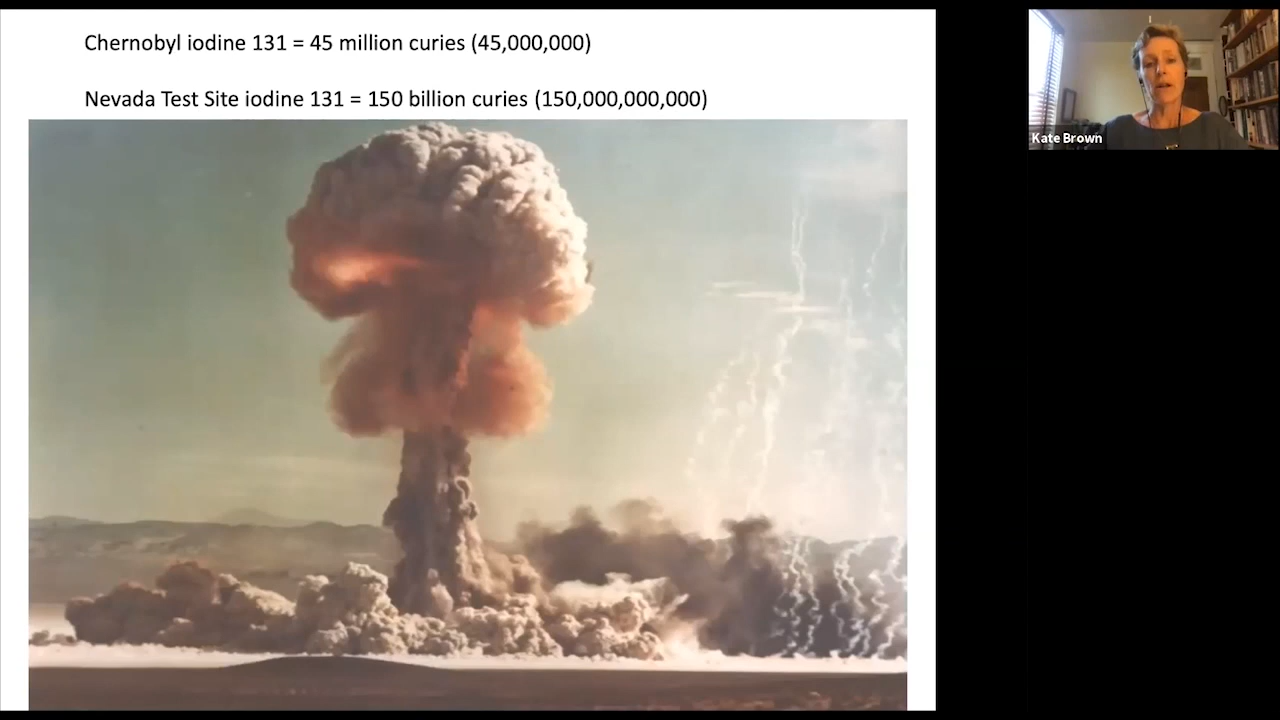 Chernobyl iodine 131 = 45 million curies (45,000,000)
Nevada Test Site iodine 131 = 150 billion curies (150,000,000,000)
Kate Brown